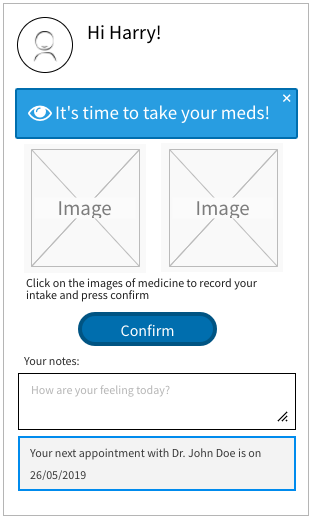 Hi Harry!
It's time to take your meds!
Image
Image
Click on the images of medicine to record your
intake and press confirm
Confirm
Your notes:
How are your feeling today?
Your next appointment with Dr. John Doe is on
26/05/2019